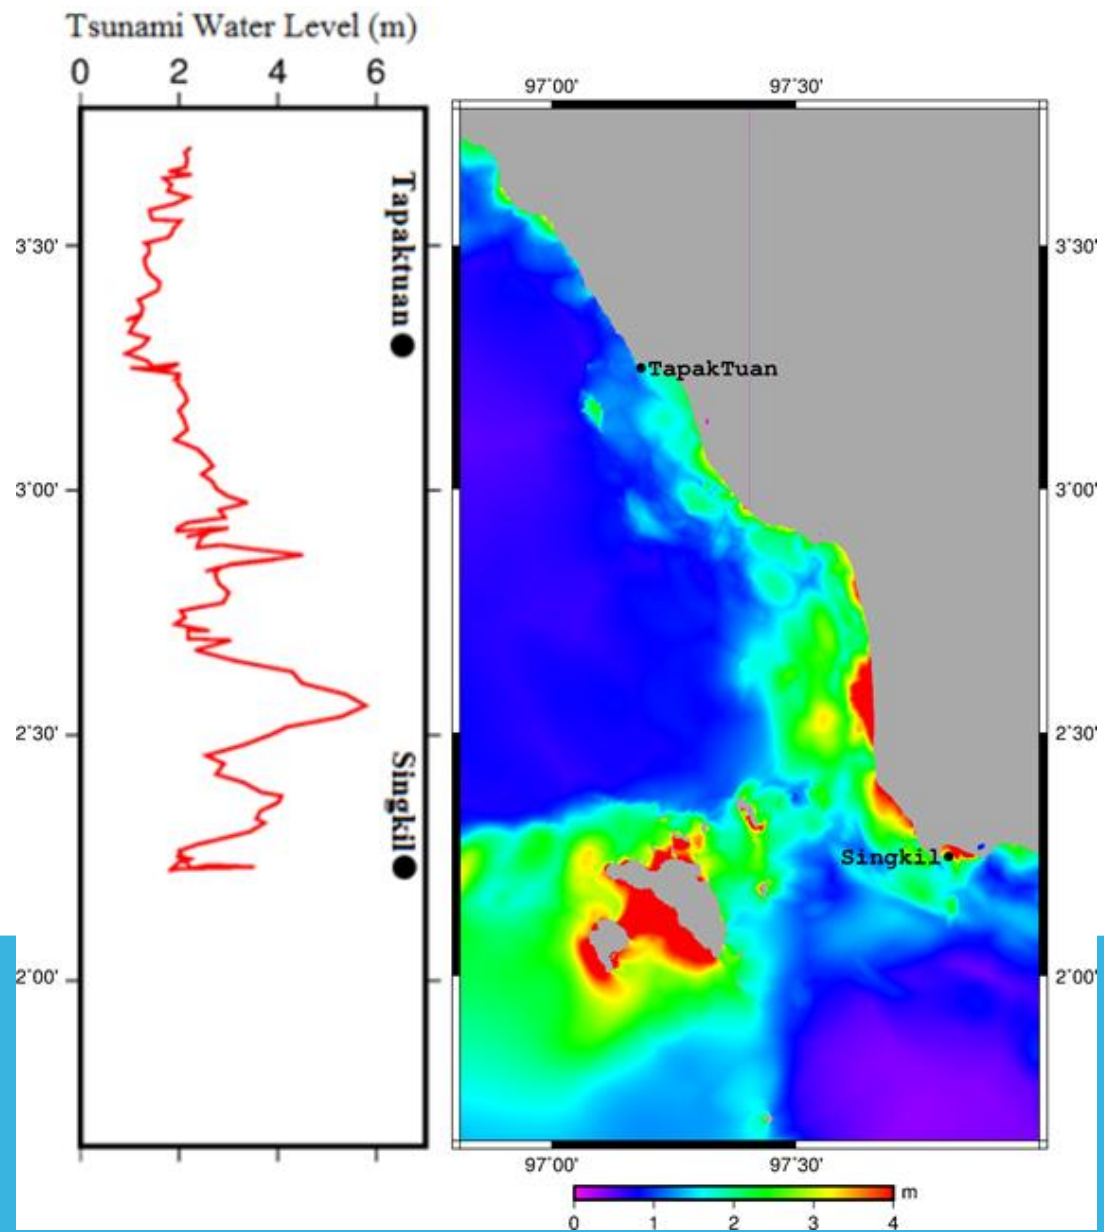 Tsunami Water Level (m)
0 2 4 6
97°00' 97°30'
Tapaktuan
3°30' 3°30'
TapakTuan
3°00' 3°00'
2°30' 2°30'
Singkil
Singkil
2°00' 2°00'
97°00' 97°30'
m
0 1 2 3 4